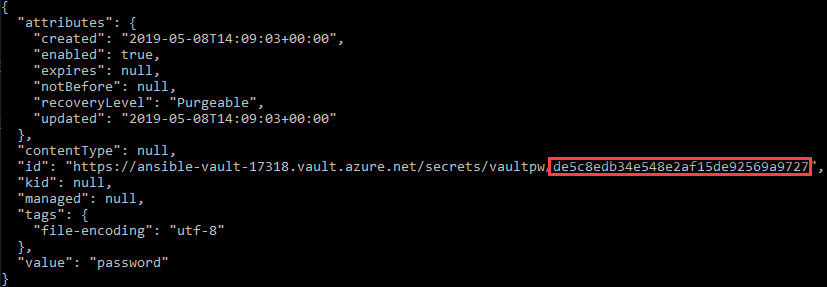 {
  "attributes": {
    "created": "2019-05-08T14:09:03+00:00",
    "enabled": true,
    "expires": null,
    "notBefore": null,
    "recoveryLevel": "Purgeable",
    "updated": "2019-05-08T14:09:03+00:00"
  },
  "contentType": null,
  "id": "https://ansible-vault-17318.vault.azure.net/secrets/vaultpw/de5c8edb34e548e2af15de92569a9727",
  "kid": null,
  "managed": null,
  "tags": {
    "file-encoding": "utf-8"
  },
  "value": "password"
}